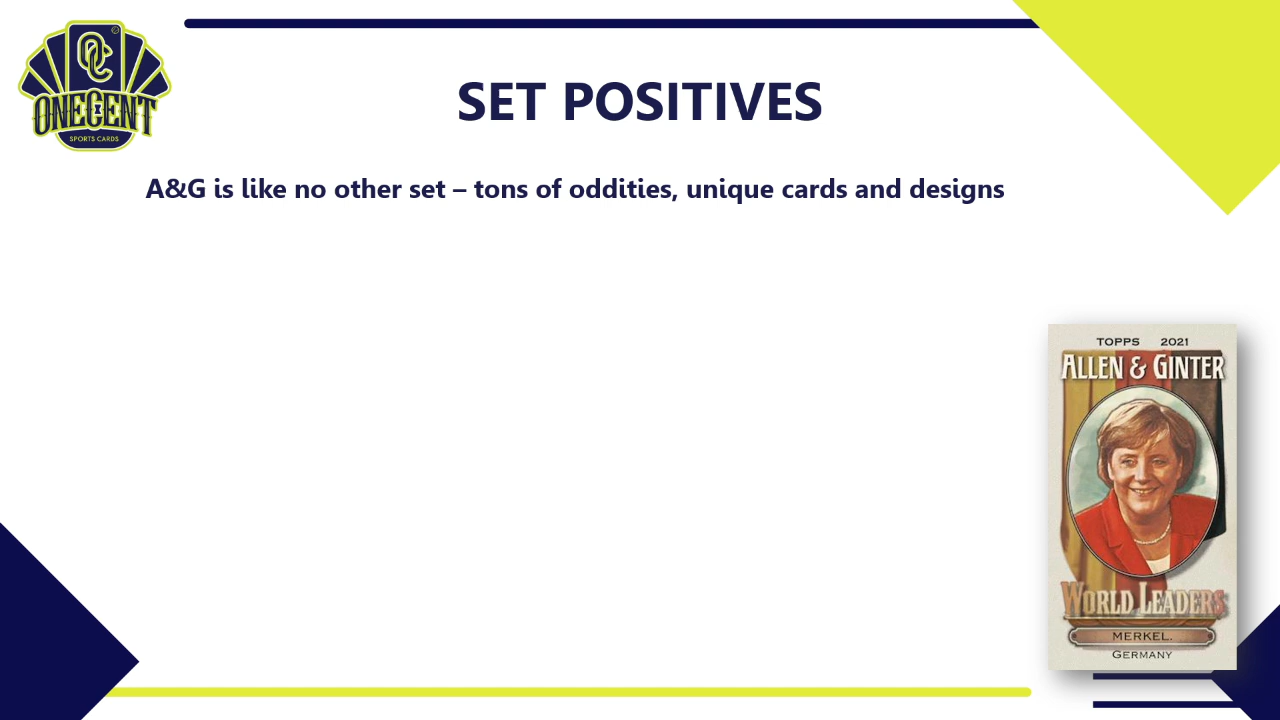 OC
ONECENT
SPORTS CARDS
SET POSITIVES
A&G is like no other set – tons of oddities, unique cards and designs
TOPPS 2021
ALLEN & GINTER
WORLD LEADERS
MERKEL.
GERMANY